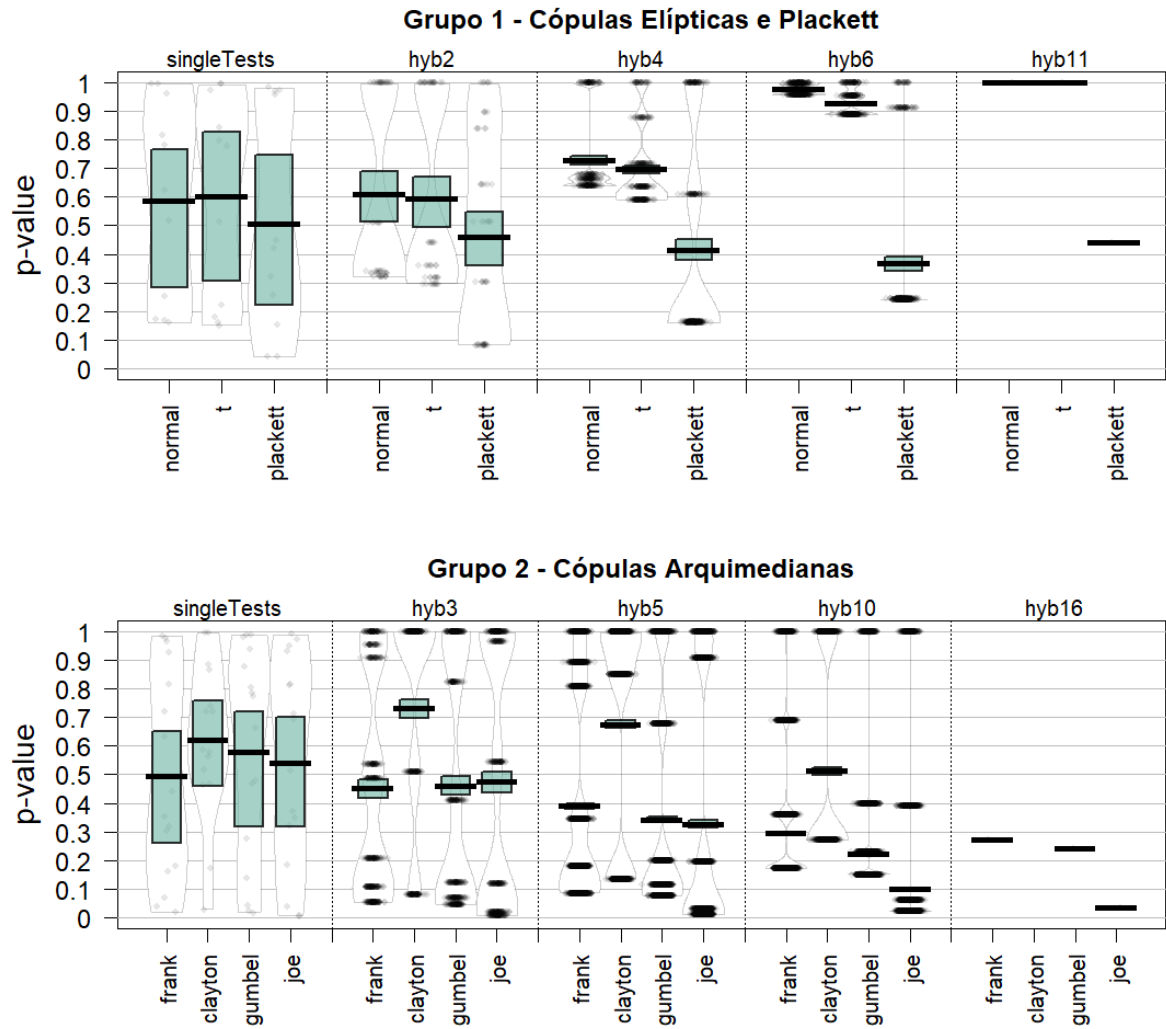 Grupo 1 - Cópulas Elípticas e Plackett
singleTests hyb2 hyb4 hyb6 hyb11
p-value
1
0.9
0.8
0.7
0.6
0.5
0.4
0.3
0.2
0.1
0
normal t plackett normal t plackett normal t plackett normal t plackett normal t plackett
Grupo 2 - Cópulas Arquimedianas
singleTests hyb3 hyb5 hyb10 hyb16
p-value
1
0.9
0.8
0.7
0.6
0.5
0.4
0.3
0.2
0.1
0
frank clayton gumbel joe frank clayton gumbel joe frank clayton gumbel joe frank clayton gumbel joe frank clayton gumbel joe